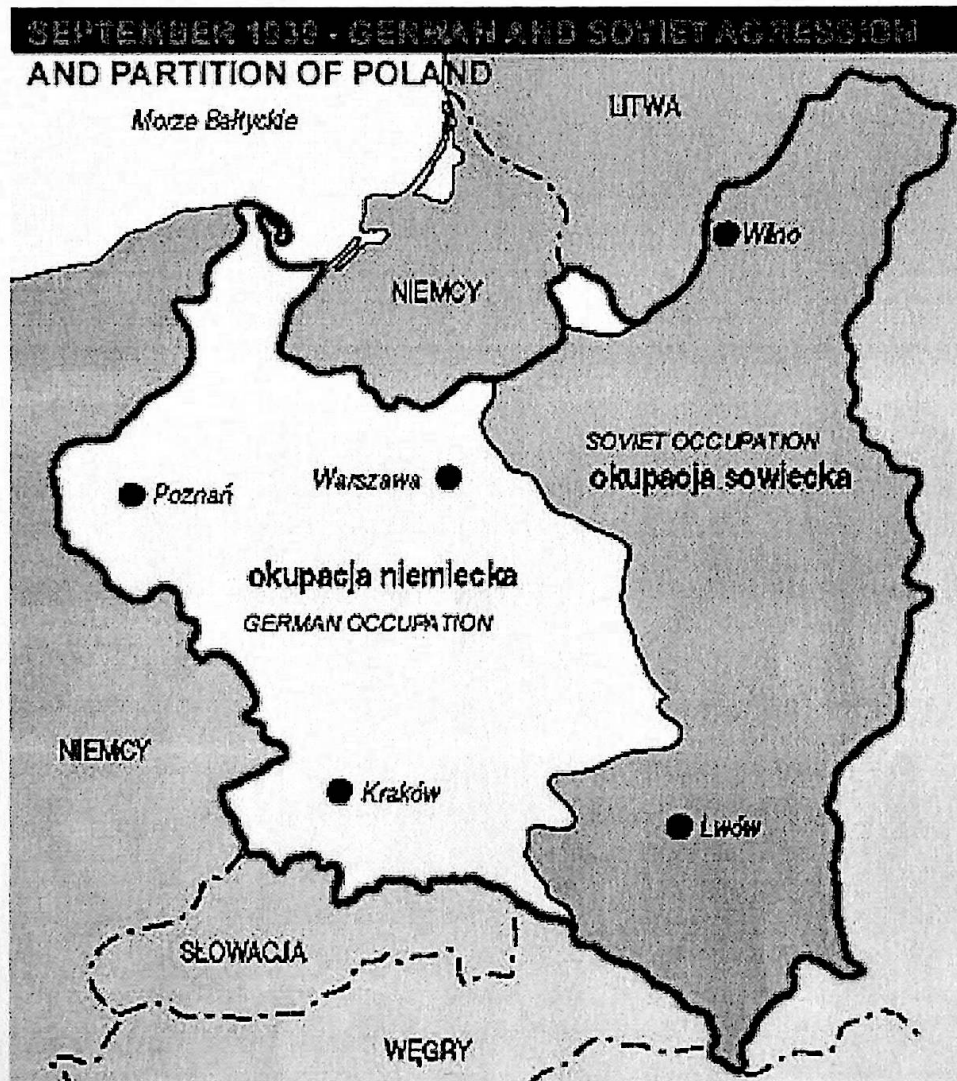 SEPTEMBER 1939 - GERMAN AND SOVIET AGRESSION
AND PARTITION OF POLAND
Morze Bałtyckie
LITWA
Wilno
NIEMCY
SOVIET OCCUPATION
okupacja sowiecka
Warszawa
Poznań
okupacja niemiecka
GERMAN OCCUPATION
NIEMCY
Kraków
Lwów
SŁOWACJA
WĘGRY